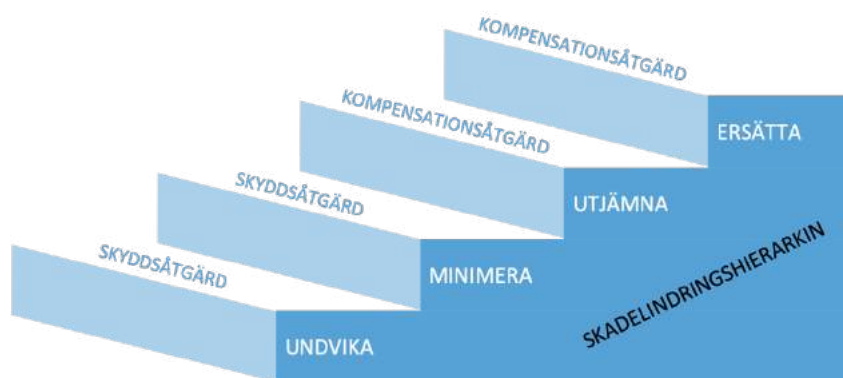 KOMPENSATIONSÅTGÄRD
ERSÄTTA
KOMPENSATIONSÅTGÄRD
UTJÄMNA
SKYDDSÅTGÄRD
MINIMERA
SKYDDSÅTGÄRD
UNDVIKA
SKADELINDRINGSHIERARKIN